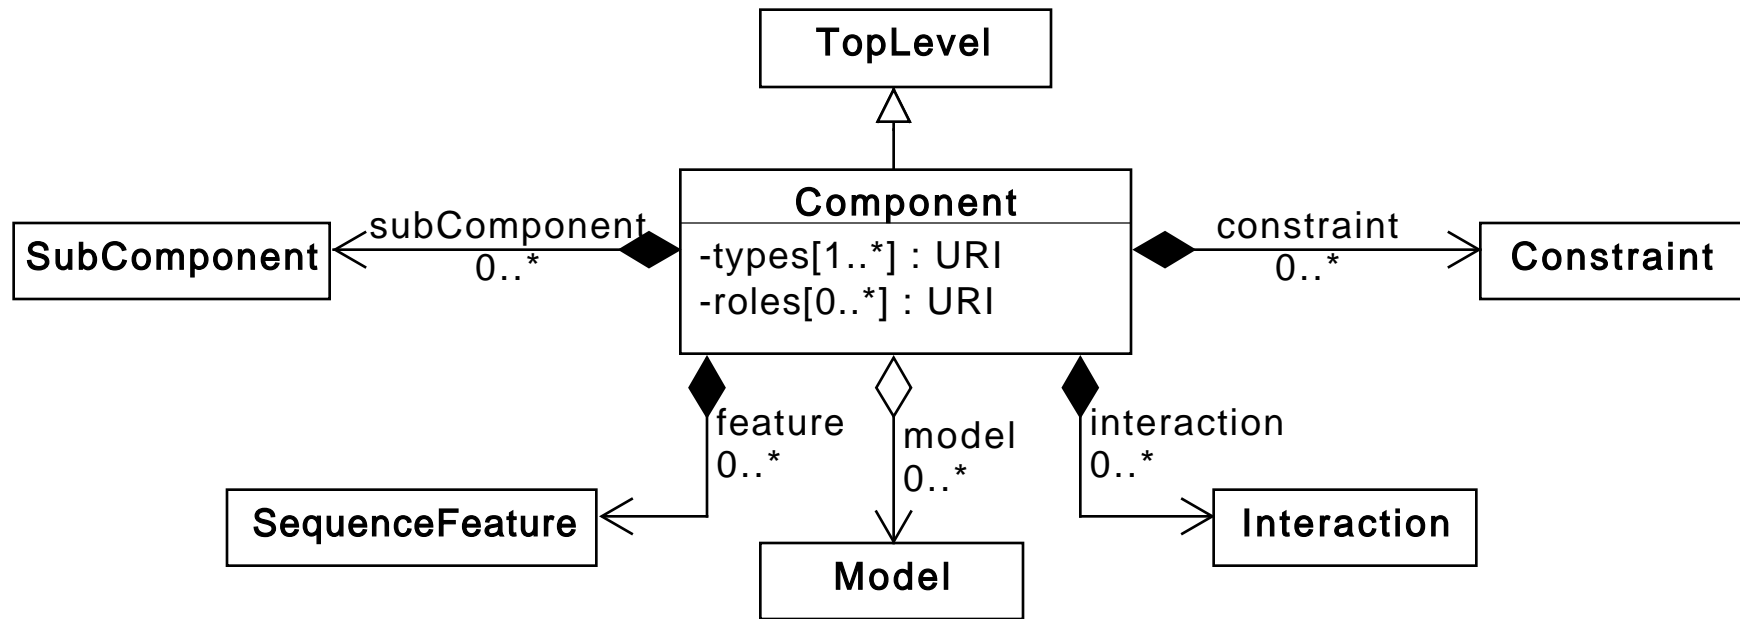 TopLevel
Component
-types[1..*] : URI
-roles[0..*] : URI
subComponent
0..*
SubComponent
constraint
0..*
Constraint
feature
0..*
SequenceFeature
model
0..*
Model
interaction
0..*
Interaction